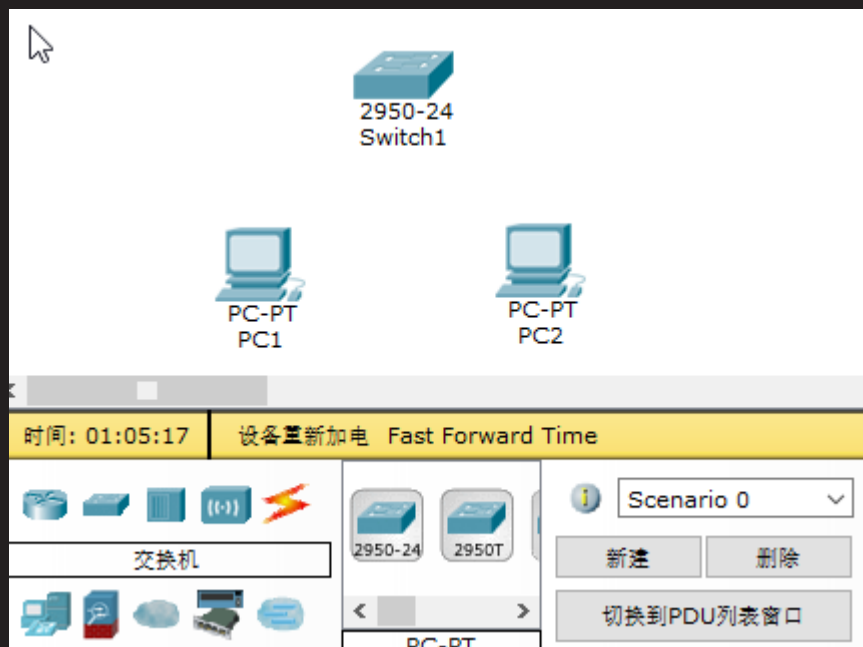 2950-24
Switch1
PC-PT
PC1
PC-PT
PC2
时间: 01:05:17
设备重新加电 Fast Forward Time
2950-24
2950T
Scenario 0
交换机
新建
删除
切换到PDU列表窗口
PC-PT